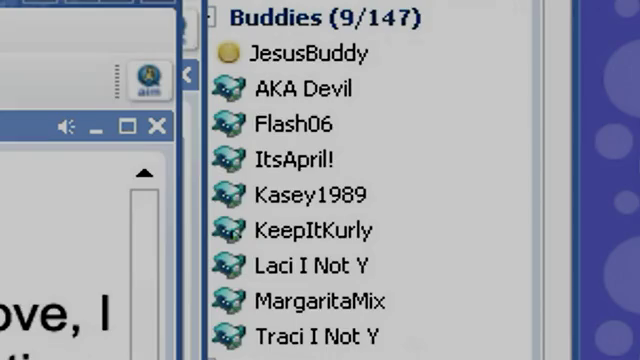 Buddies (9/147)
JesusBuddy
AKA Devil
Flash06
ItsApril!
Kasey1989
KeepItKurly
Laci I Not Y
MargaritaMix
Traci I Not Y
aim
ove, I